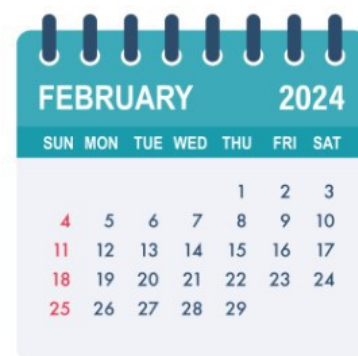 FEBRUARY 2024
SUN MON TUE WED THU FRI SAT
1 2 3
4 5 6 7 8 9 10
11 12 13 14 15 16 17
18 19 20 21 22 23 24
25 26 27 28 29